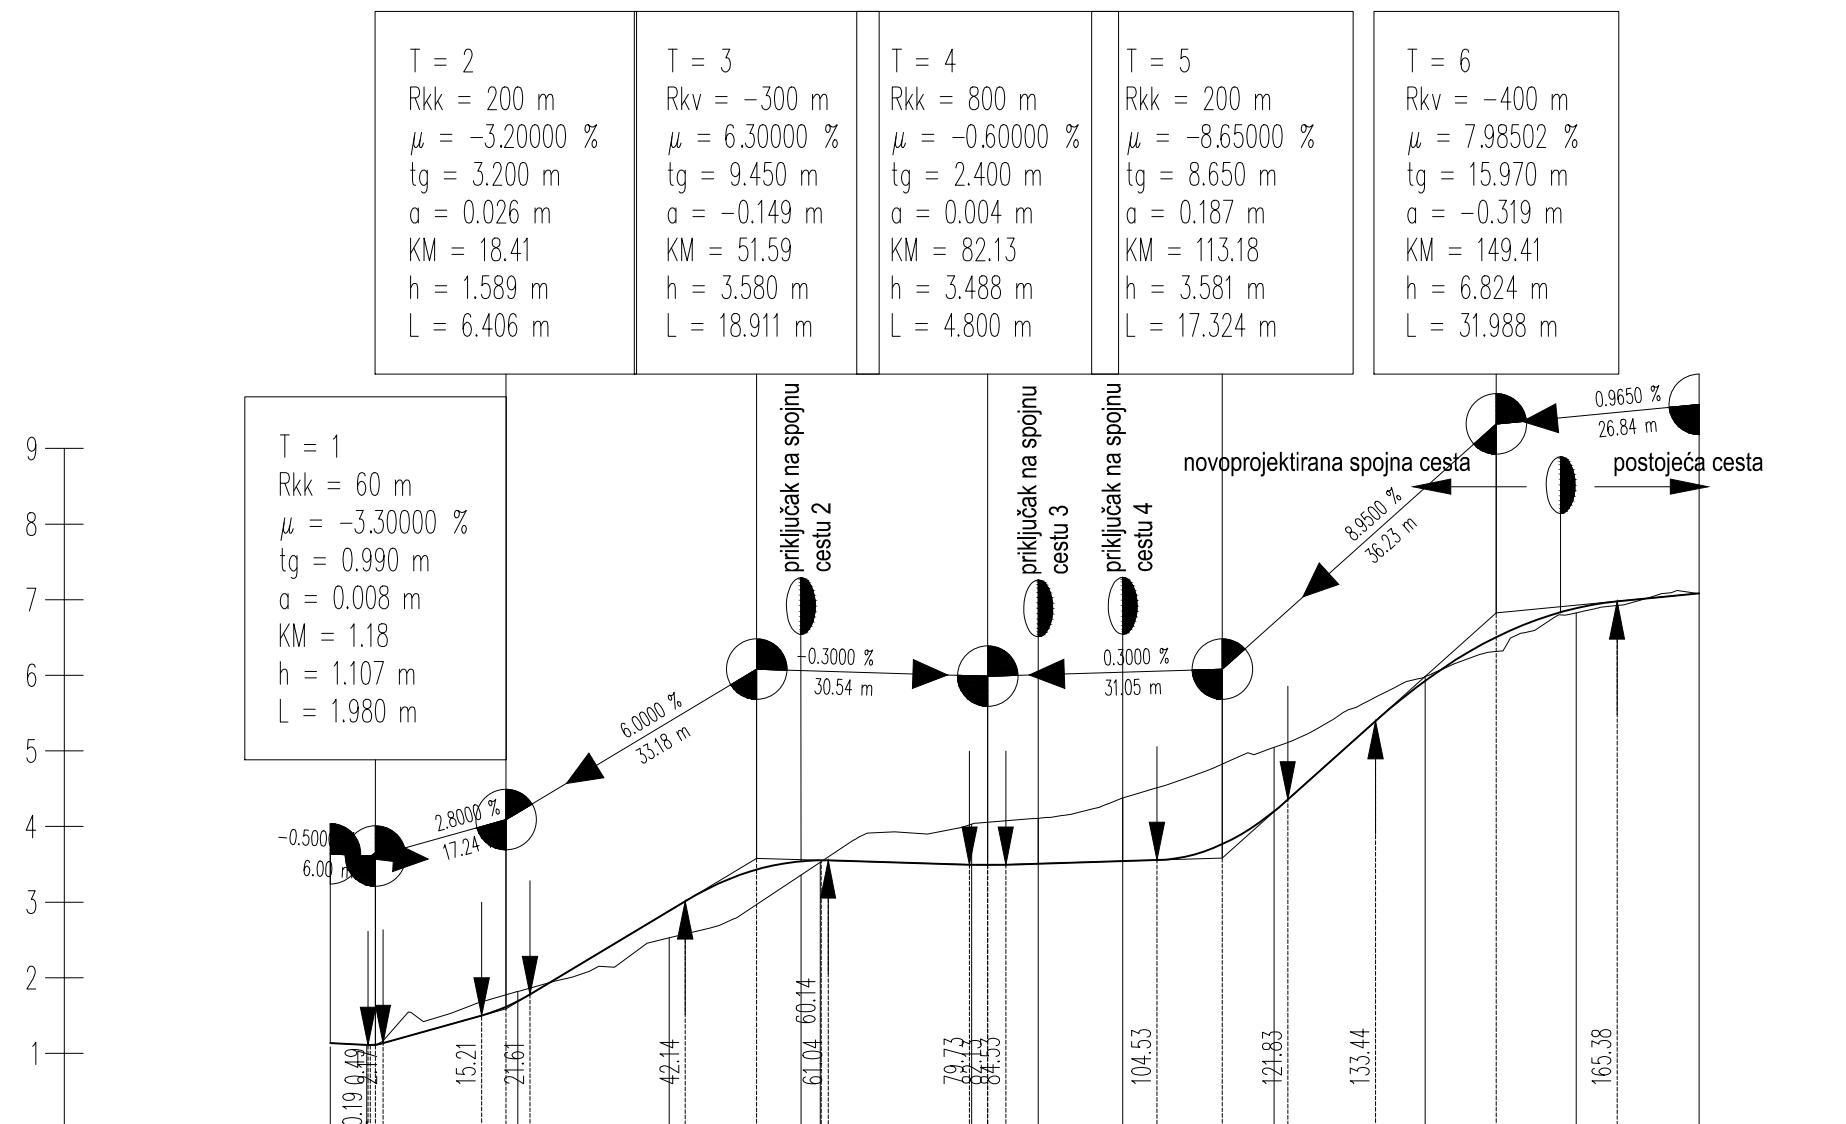 T = 2
Rkk = 200 m
μ = -3.20000 %
tg = 3.200 m
a = 0.026 m
KM = 18.41
h = 1.589 m
L = 6.406 m
T = 3
Rkv = -300 m
μ = 6.30000 %
tg = 9.450 m
a = -0.149 m
KM = 51.59
h = 3.580 m
L = 18.911 m
T = 4
Rkk = 800 m
μ = -0.60000 %
tg = 2.400 m
a = 0.004 m
KM = 82.13
h = 3.488 m
L = 4.800 m
T = 5
Rkk = 200 m
μ = -8.65000 %
tg = 8.650 m
a = 0.187 m
KM = 113.18
h = 3.581 m
L = 17.324 m
T = 6
Rkv = -400 m
μ = 7.98502 %
tg = 15.970 m
a = -0.319 m
KM = 149.41
h = 6.824 m
L = 31.988 m
T = 1
Rkk = 60 m
μ = -3.30000 %
tg = 0.990 m
a = 0.008 m
KM = 1.18
h = 1.107 m
L = 1.980 m
priključak na spojnu
cestu 2
priključak na spojnu
cestu 3
priključak na spojnu
cestu 4
novoprojektirana spojna cesta
postojeća cesta
0.9650 %
26.84 m
8.9500 %
36.23 m
0.3000 %
31.05 m
-0.3000 %
30.54 m
6.0000 %
33.18 m
2.8000 %
17.24
-0.500
6.00 m
9
8
7
6
5
4
3
2
1
0.19
15.21
21.61
42.14
61.04
60.14
79.73
84.53
104.53
121.83
133.44
165.38